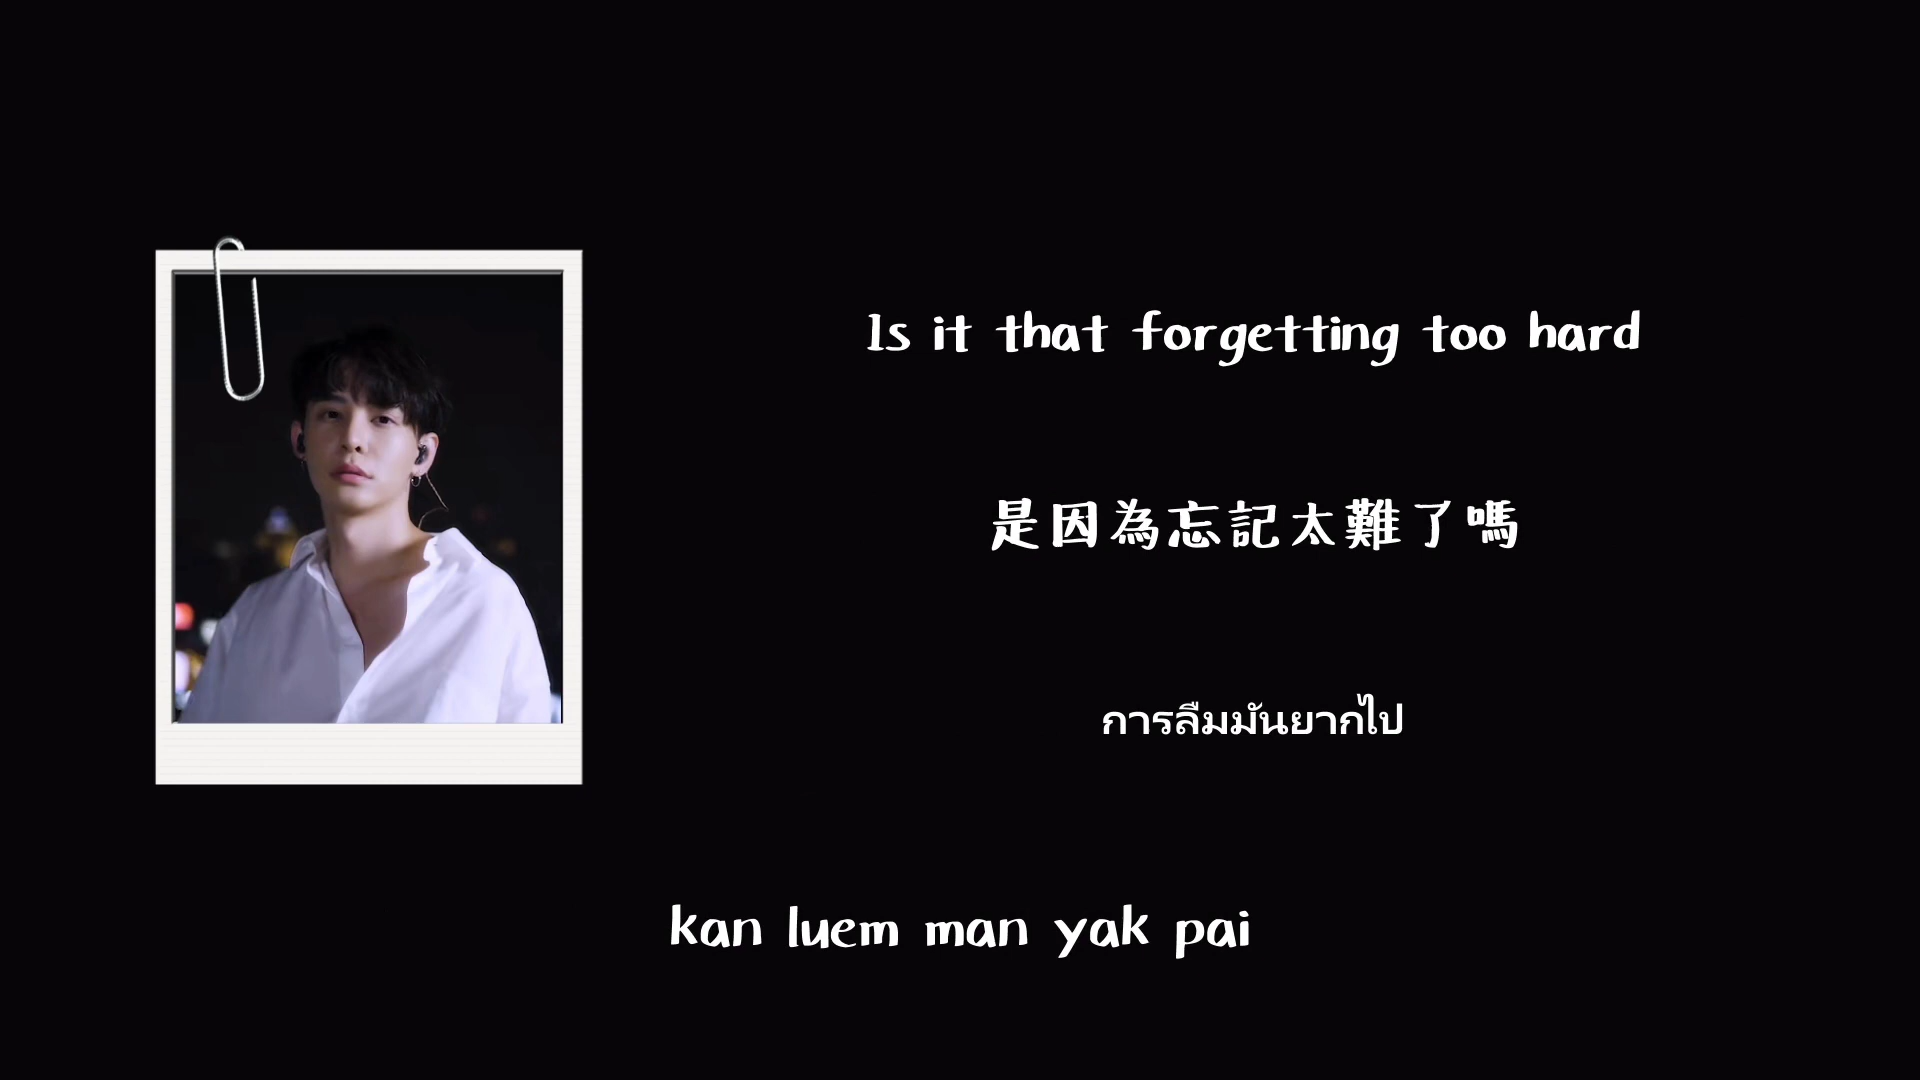 Is it that forgetting too hard
是因為忘記太難了嗎
การลืมมันยากไป
kan luem man yak pai